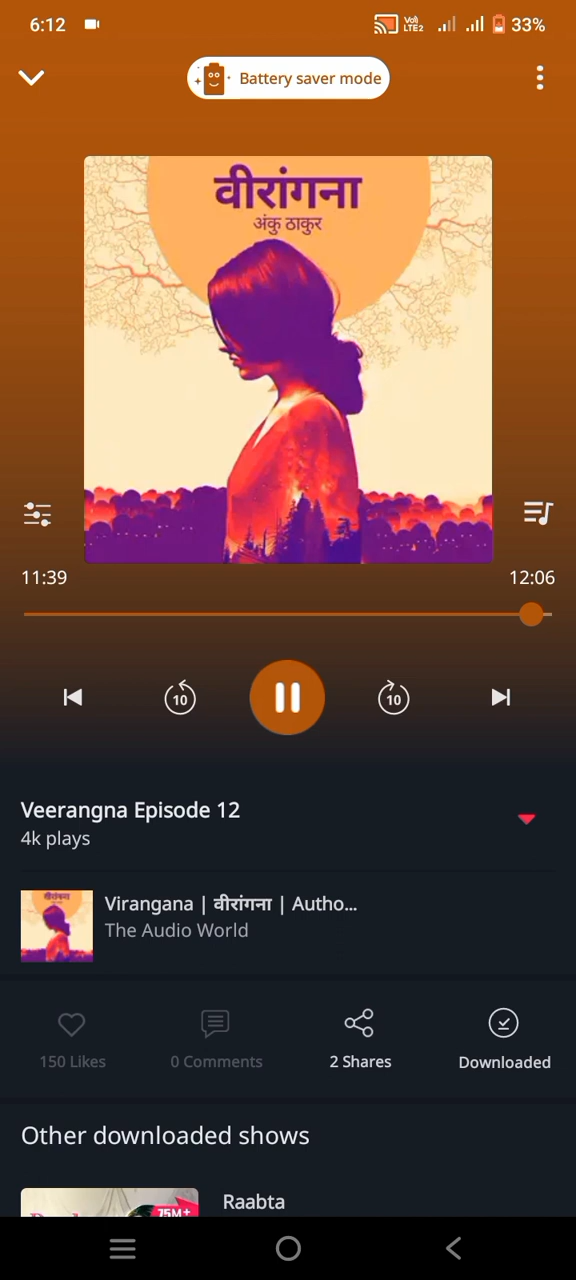 6:12
Vo)) LTE2
33%
Battery saver mode
वीरांगना
अंकु ठाकुर
11:39
12:06
10
10
Veerangna Episode 12
4k plays
Virangana | वीरांगना | Autho...
The Audio World
150 Likes
0 Comments
2 Shares
Downloaded
Other downloaded shows
75M+
Raabta